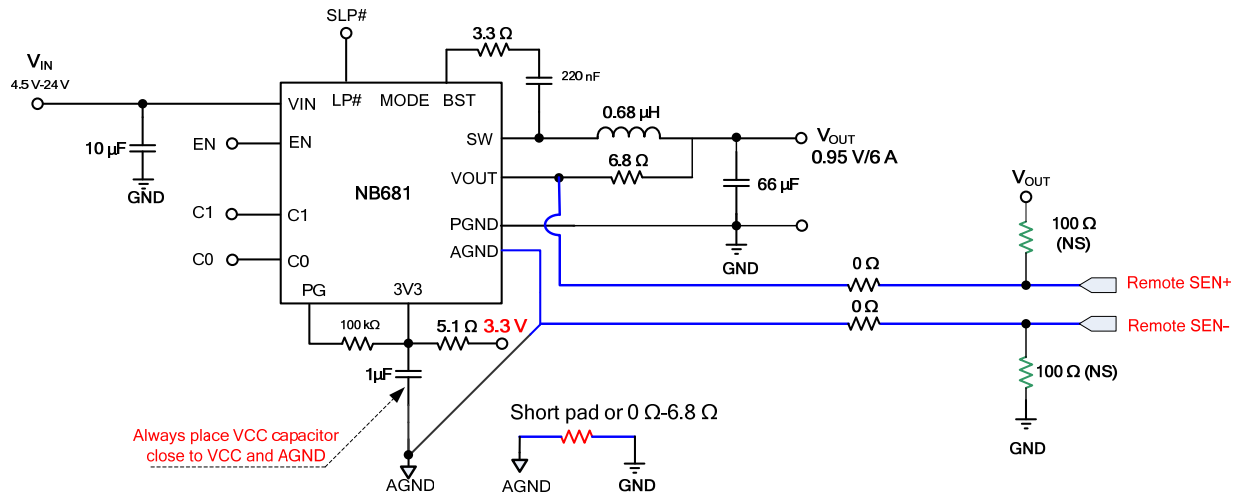 SLP#
3.3 Ω
VIN
4.5 V-24 V
220 nF
VIN
LP#
MODE
BST
0.68 µH
10 µF
EN
EN
SW
VOUT
0.95 V/6 A
6.8 Ω
NB681
VOUT
66 µF
GND
VOUT
C1
C1
PGND
100 Ω
(NS)
AGND
C0
C0
GND
0 Ω
PG
3V3
Remote SEN+
0 Ω
100 kΩ
5.1 Ω
3.3 V
Remote SEN–
1µF
100 Ω (NS)
Short pad or 0 Ω-6.8 Ω
Always place VCC capacitor
close to VCC and AGND
GND
AGND
AGND
GND